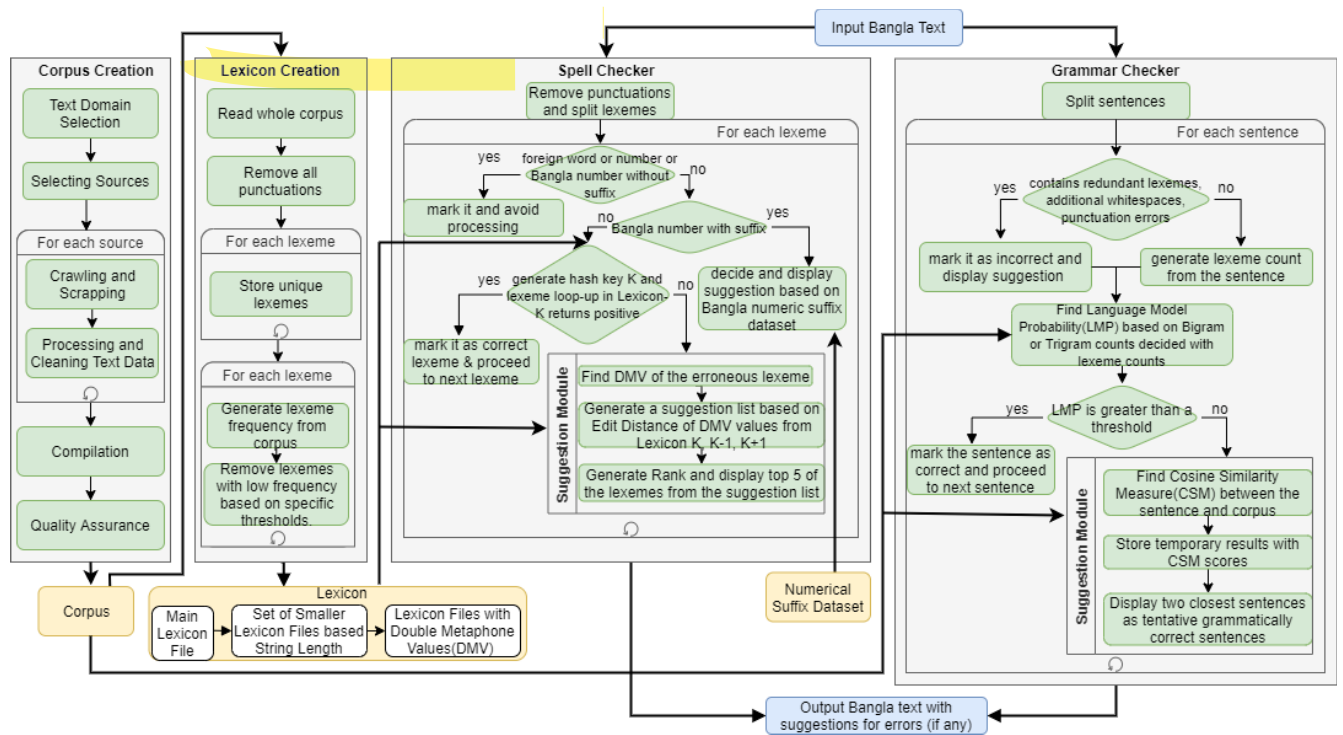 Input Bangla Text
Corpus Creation
Text Domain
Selection
Selecting Sources
For each source
Crawling and
Scrapping
Processing and
Cleaning Text Data
Compilation
Quality Assurance
Corpus
Lexicon Creation
Read whole corpus
Remove all
punctuations
For each lexeme
Store unique
lexemes
For each lexeme
Generate lexeme
frequency from
corpus
Remove lexemes
with low frequency
based on specific
thresholds.
Lexicon
Main
Lexicon
File
Set of Smaller
Lexicon Files based
String Length
Lexicon Files with
Double Metaphone
Values(DMV)
Spell Checker
Remove punctuations
and split lexemes
For each lexeme
foreign word or number or
Bangla number without
suffix
yes
no
mark it and avoid
processing
Bangla number with suffix
no
yes
generate hash key K and
lexeme loop-up in Lexicon-
K returns positive
yes
no
decide and display
suggestion based on
Bangla numeric suffix
dataset
mark it as correct
lexeme & proceed
to next lexeme
Suggestion Module
Find DMV of the erroneous lexeme
Generate a suggestion list based on
Edit Distance of DMV values from
Lexicon K, K-1, K+1
Generate Rank and display top 5 of
the lexemes from the suggestion list
Numerical
Suffix Dataset
Grammar Checker
Split sentences
For each sentence
contains redundant lexemes,
additional whitespaces,
punctuation errors
yes
no
mark it as incorrect and
display suggestion
generate lexeme count
from the sentence
Find Language Model
Probability(LMP) based on Bigram
or Trigram counts decided with
lexeme counts
LMP is greater than a
threshold
yes
no
mark the sentence as
correct and proceed
to next sentence
Suggestion Module
Find Cosine Similarity
Measure(CSM) between the
sentence and corpus
Store temporary results with
CSM scores
Display two closest sentences
as tentative grammatically
correct sentences
Output Bangla text with
suggestions for errors (if any)